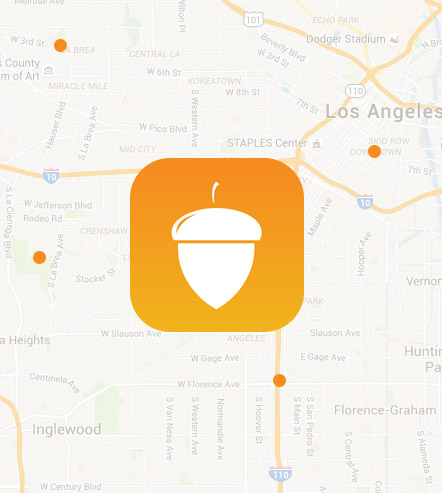 Melrose Ave
Wilton Pl
101
ECHO PARK
W 3rd St
LA BREA
CENTRAL LA
Beverly Blvd
Dodger Stadium
s County
m of Art
W 6th St
W 3rd St
MIRACLE MILE
KOREATOWN
W 8th St
110
7th St
Los Angeles
Hauser Blvd
S La Brea Ave
S Western Ave
W Pico Blvd
STAPLES Center
SKID ROW
MID CITY
DOWNTOWN
7th St
10
10
S La Cienega Blvd
W Jefferson Blvd
Rodeo Rd
Maple Ave
CRENSHAW
S La Brea Ave
Hooper Ave
Stocker St
Vernon
PARK
a Heights
W Slauson Ave
ANGELES
Slauson Ave
W Gage Ave
E Gage Ave
Huntin
Pa
Centinela Ave
W Florence Ave
S Van Ness Ave
S Western Ave
Normandie Ave
S Hoover St
S Main St
S San Pedro St
Florence-Graham
Inglewood
S Central Ave
S Alameda St
110
W Century Blvd